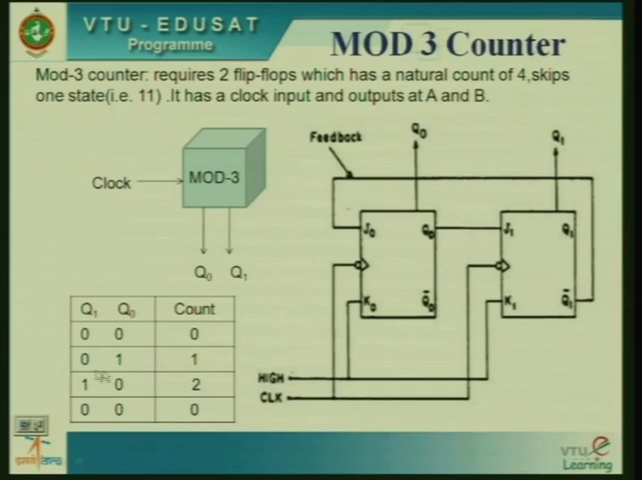 VTU - EDUSAT
Programme
MOD 3 Counter
Mod-3 counter: requires 2 flip-flops which has a natural count of 4,skips
one state(i.e. 11) .It has a clock input and outputs at A and B.
Clock
MOD-3
Q₀ Q₁
Feedback
Q₀
Q₁
J₀ Q₀
J₁ Q₁
K₀ Q̅₀
K₁ Q̅₁
HIGH
CLK
Q₁ Q₀ Count
0 0 0
0 1 1
1 0 2
0 0 0
VTU e
Learning